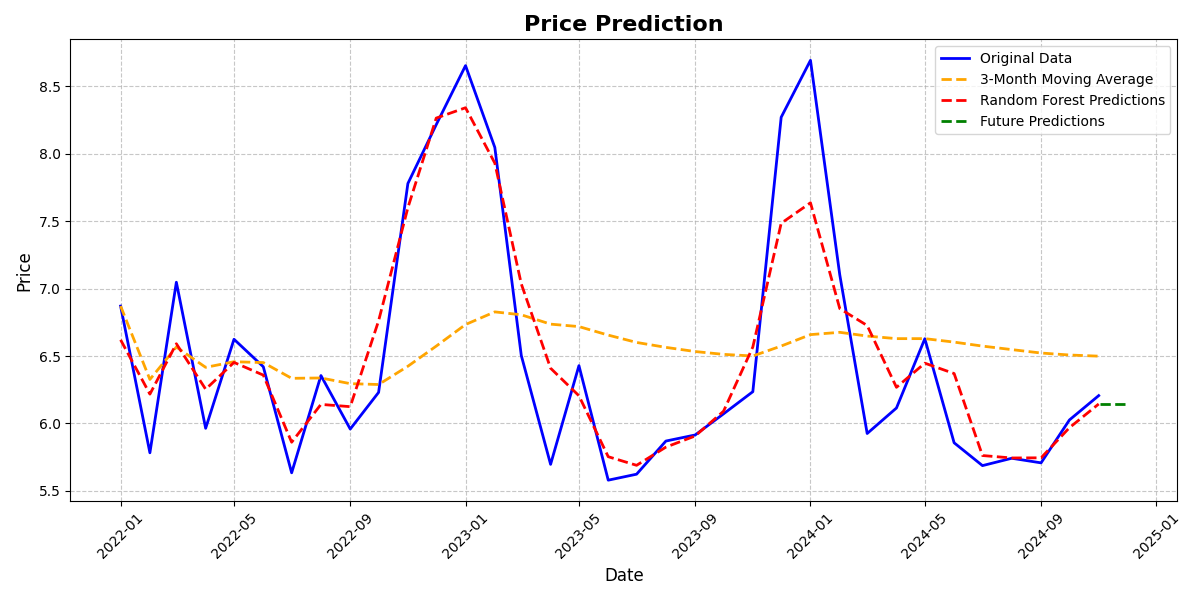 Price Prediction
Original Data
3-Month Moving Average
Random Forest Predictions
Future Predictions
Price
8.5
8.0
7.5
7.0
6.5
6.0
5.5
2022-01
2022-05
2022-09
2023-01
2023-05
2023-09
2024-01
2024-05
2024-09
2025-01
Date